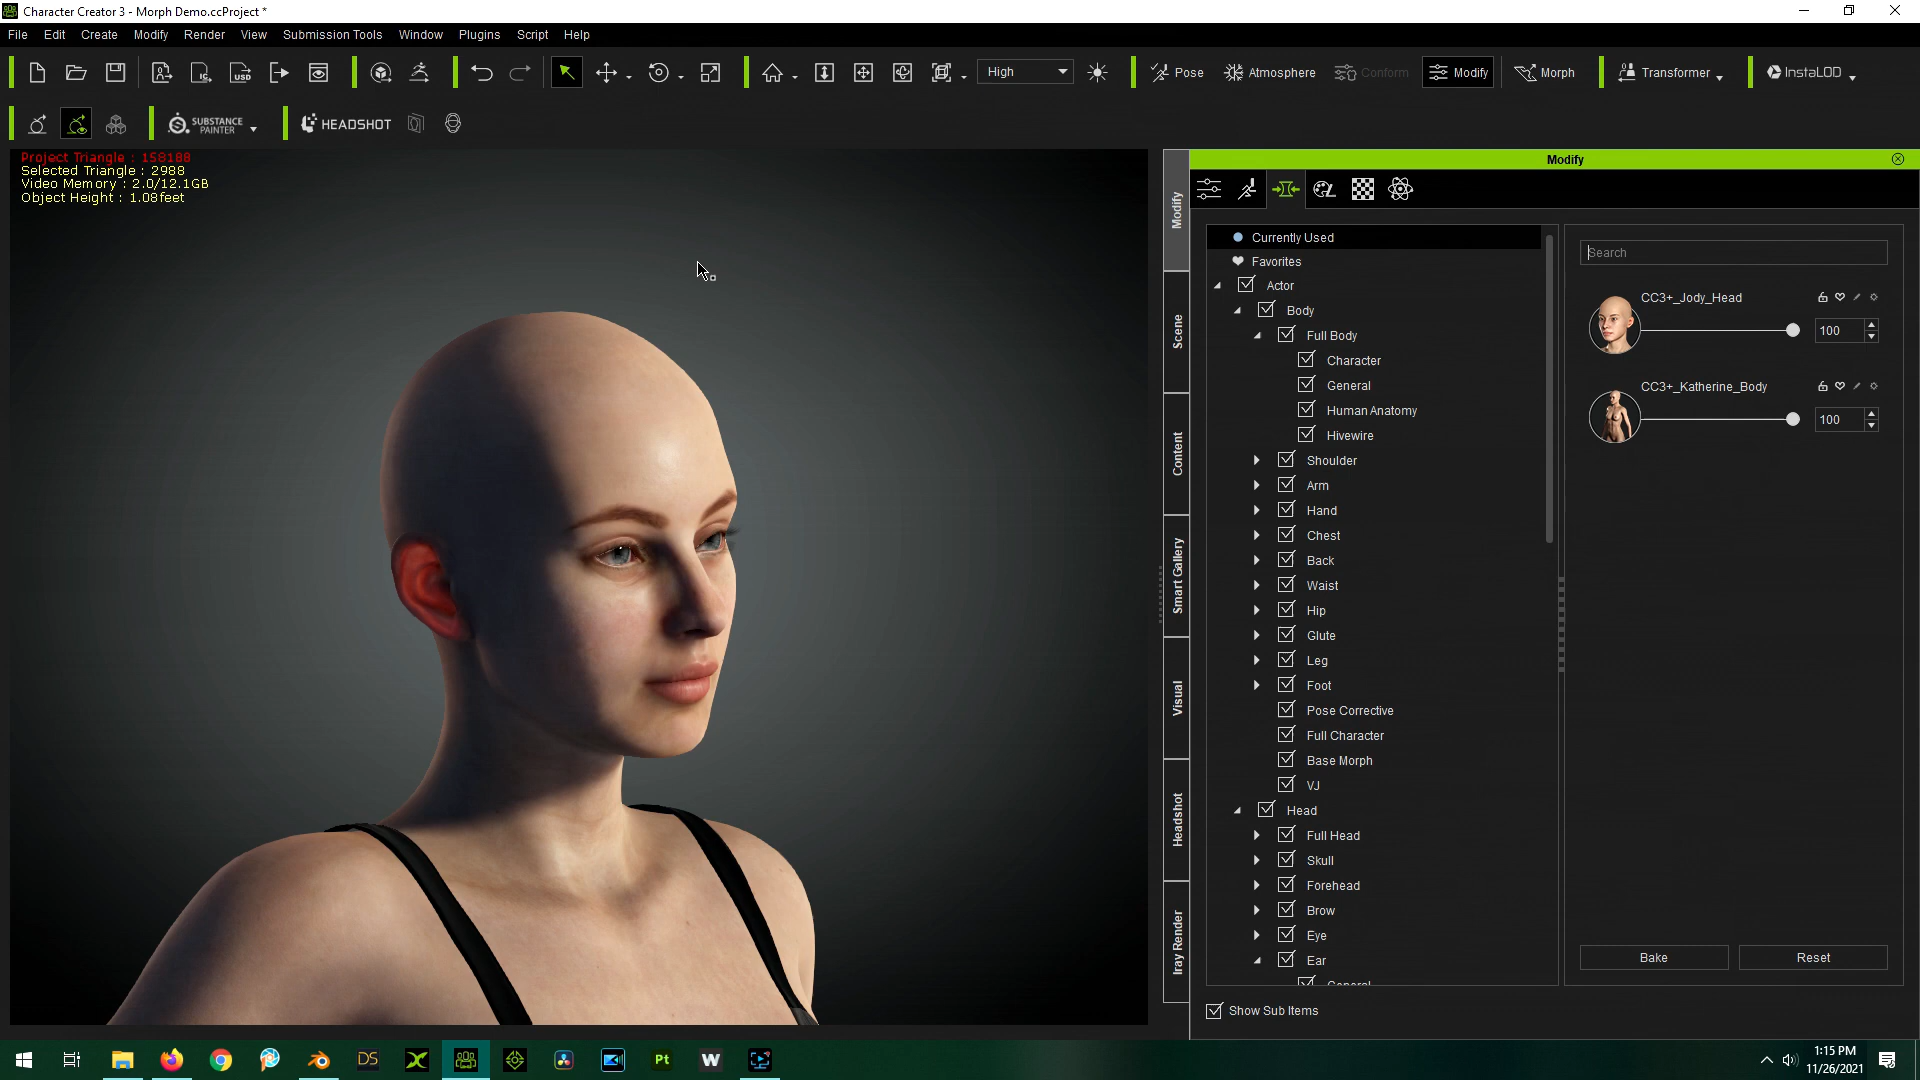 Character Creator 3 - Morph Demo.ccProject *
File Edit Create Modify Render View Submission Tools Window Plugins Script Help
High Pose Atmosphere Conform Modify Morph Transformer InstaLOD
SUBSTANCE
PAINTER
HEADSHOT
Project Triangle : 158188
Selected Triangle : 2988
Video Memory : 2.0/12.1GB
Object Height : 1.08feet
Modify
Scene
Content
Smart Gallery
Visual
Headshot
Iray Render
Modify
Currently Used
Favorites
Actor
Body
Full Body
Character
General
Human Anatomy
Hivewire
Shoulder
Arm
Hand
Chest
Back
Waist
Hip
Glute
Leg
Foot
Pose Corrective
Full Character
Base Morph
VJ
Head
Full Head
Skull
Forehead
Brow
Eye
Ear
General
Show Sub Items
Search
CC3+_Jody_Head
100
CC3+_Katherine_Body
100
Bake Reset
DS Pt W
1:15 PM
11/26/2021